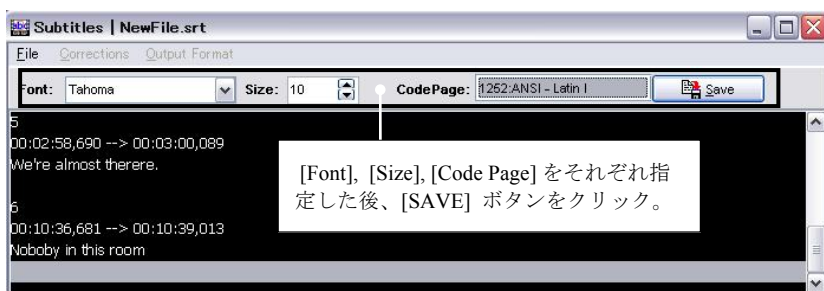 Subtitles | NewFile.srt
File Corrections Output Format
Font: Tahoma Size: 10 CodePage: 1252:ANSI - Latin I Save
5
00:02:58,690 --> 00:03:00,089
We're almost therere.
6
00:10:36,681 --> 00:10:39,013
Noboby in this room
[Font], [Size], [Code Page] をそれぞれ指
定した後、[SAVE] ボタンをクリック。